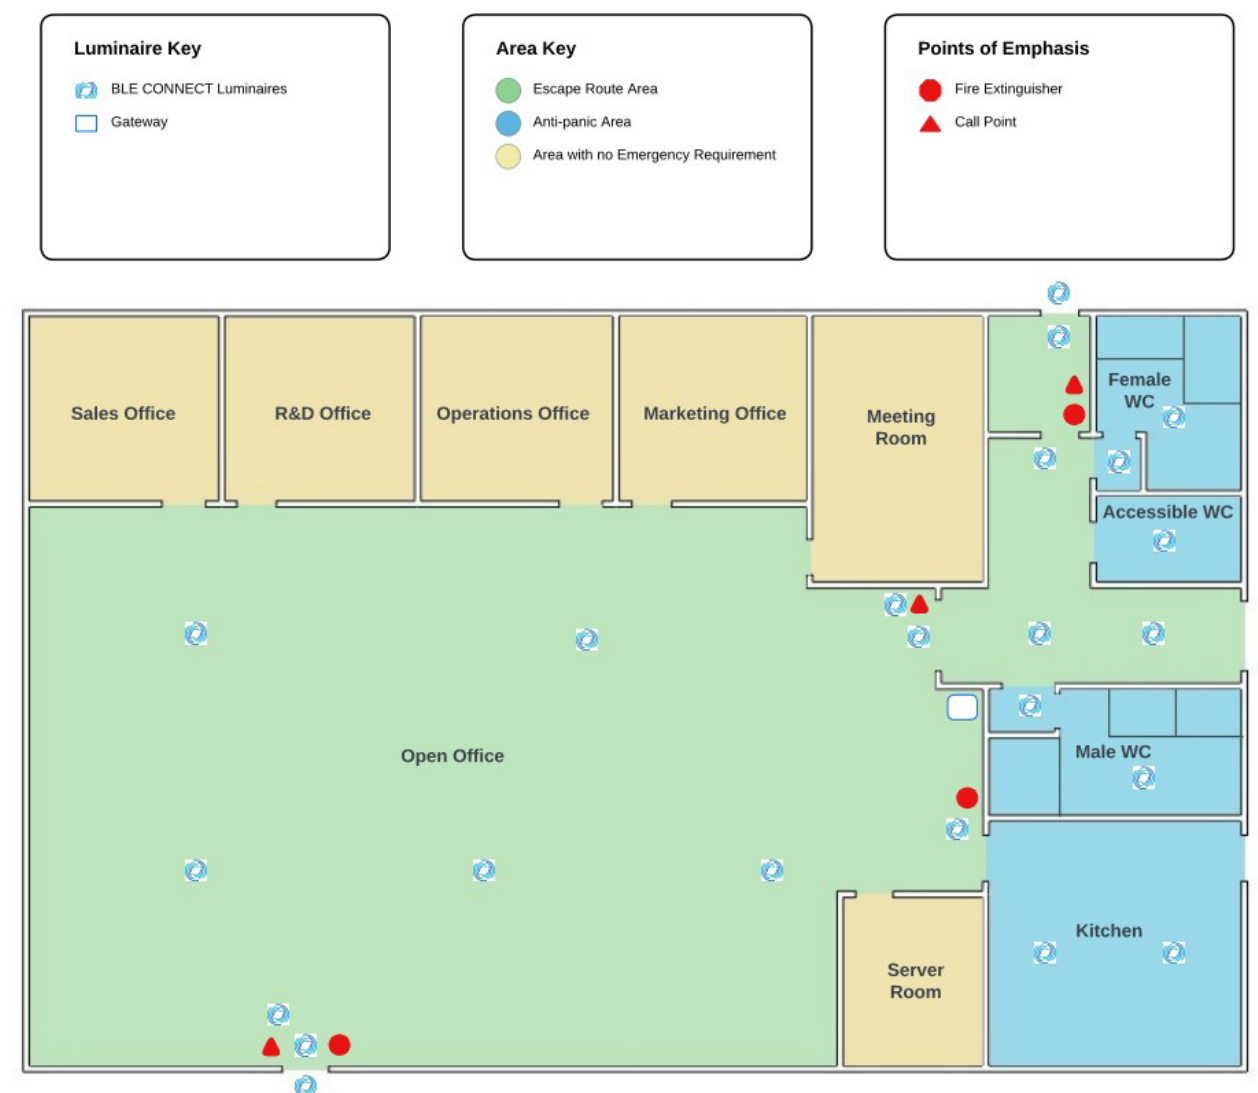 Luminaire Key
BLE CONNECT Luminaires
Gateway
Area Key
Escape Route Area
Anti-panic Area
Area with no Emergency Requirement
Points of Emphasis
Fire Extinguisher
Call Point
Sales Office
R&D Office
Operations Office
Marketing Office
Meeting
Room
Female
WC
Accessible WC
Open Office
Male WC
Kitchen
Server
Room